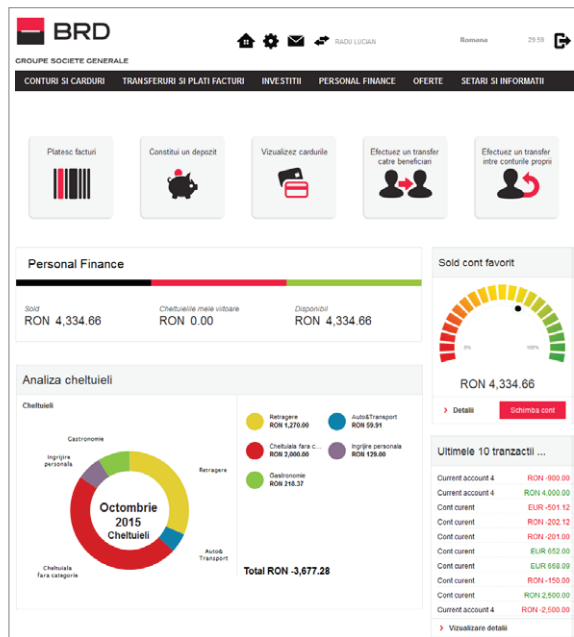 BRD
GROUPE SOCIETE GENERALE
RADU LUCIAN
Romana
29:59
CONTURI SI CARDURI TRANSFERURI SI PLATI FACTURI INVESTITII PERSONAL FINANCE OFERTE SETARI SI INFORMATII
Platesc facturi
Constitui un depozit
Vizualizez cardurile
Efectuez un transfer
catre beneficiari
Efectuez un transfer
intre conturile proprii
Personal Finance
Sold
RON 4,334.66
Cheltuielile mele viitoare
RON 0.00
Disponibil
RON 4,334.66
Sold cont favorit
0%
100%
RON 4,334.66
Detalii
Schimba cont
Analiza cheltuieli
Cheltuieli
Gastronomie
Ingrijire
personala
Retragere
Octombrie
2015
Cheltuieli
Auto&
Transport
Cheltuiala
fara categorie
Retragere
RON 1,270.00
Auto&Transport
RON 59.91
Cheltuiala fara c...
RON 2,000.00
Ingrijire personala
RON 129.00
Gastronomie
RON 218.37
Total RON -3,677.28
Ultimele 10 tranzactii ...
Current account 4 RON -900.00
Current account 4 RON 4,000.00
Cont curent EUR -501.12
Cont curent RON -202.12
Cont curent RON -201.00
Cont curent EUR 652.00
Cont curent EUR 668.09
Cont curent RON -150.00
Cont curent RON 2,500.00
Current account 4 RON -2,500.00
Vizualizare detalii